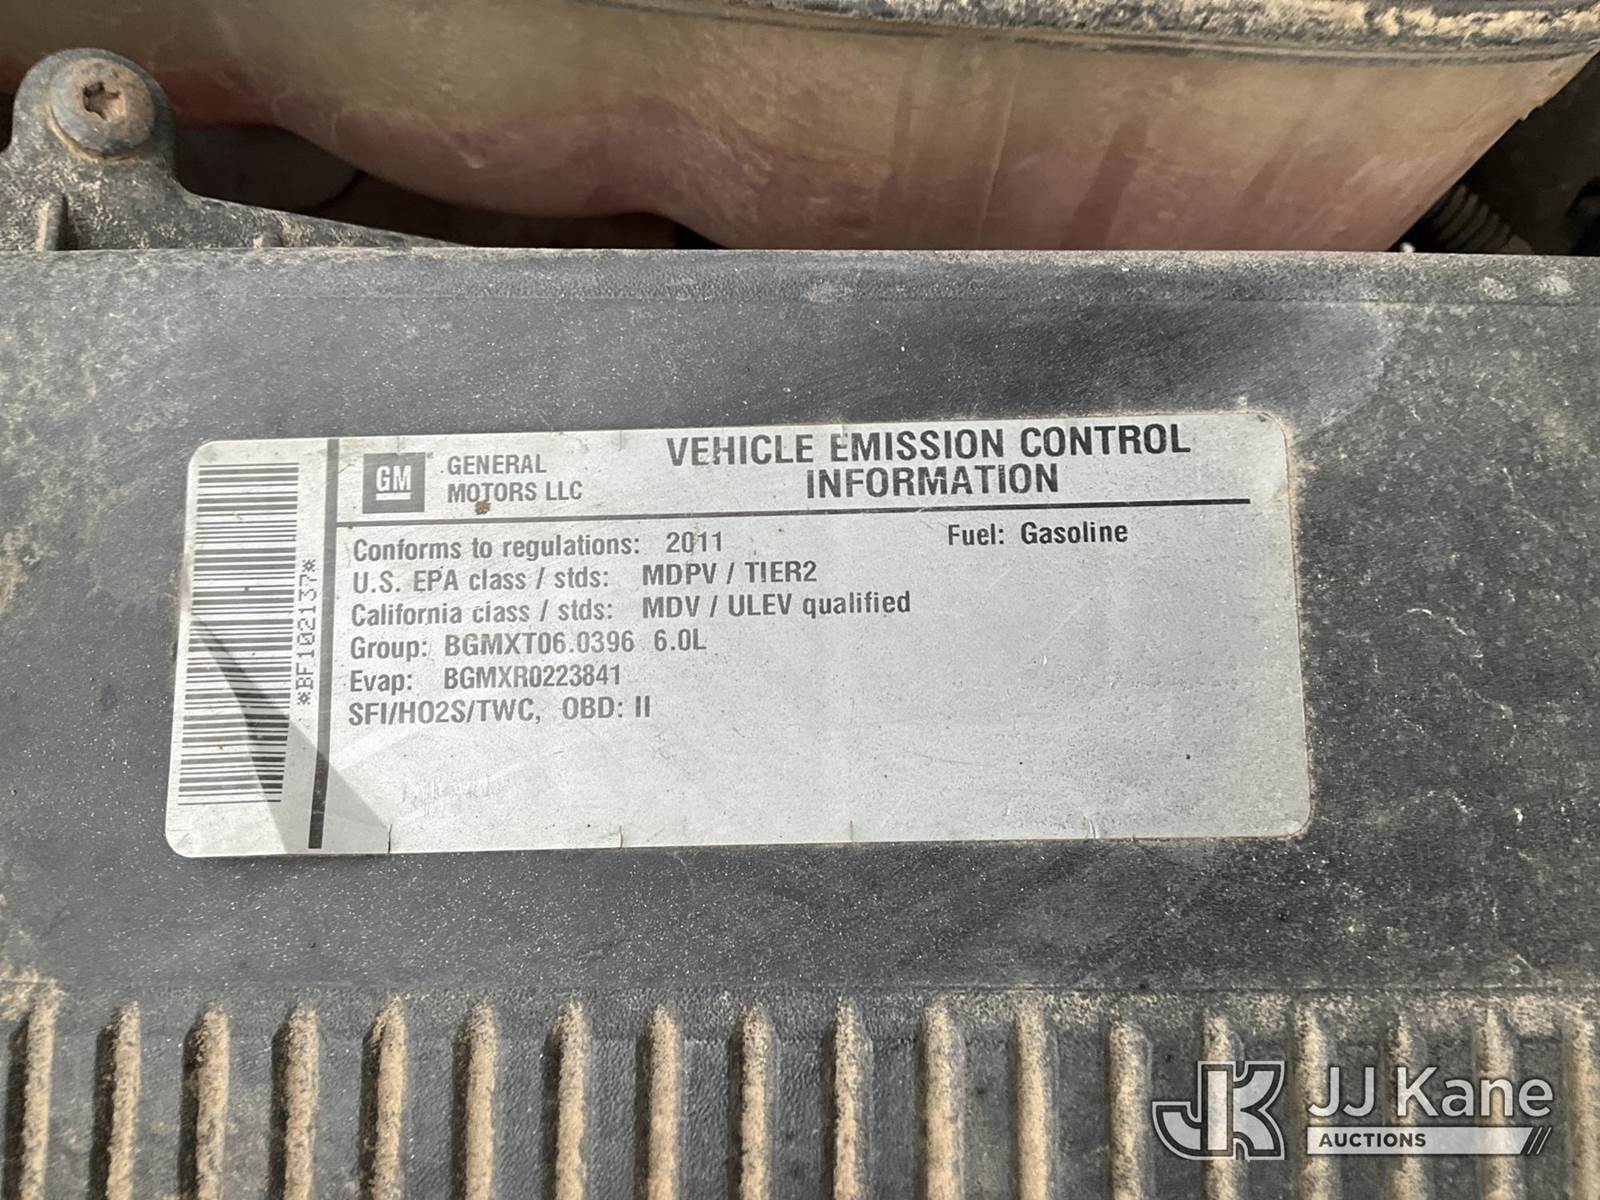 GM GENERAL MOTORS LLC
VEHICLE EMISSION CONTROL
INFORMATION
Conforms to regulations: 2011
Fuel: Gasoline
U.S. EPA class / stds: MDPV / TIER2
California class / stds: MDV / ULEV qualified
Group: BGMXT06.0396 6.0L
Evap: BGMXR0223841
SFI/HO2S/TWC, OBD: II
*BF102137*
JK JJ Kane
AUCTIONS